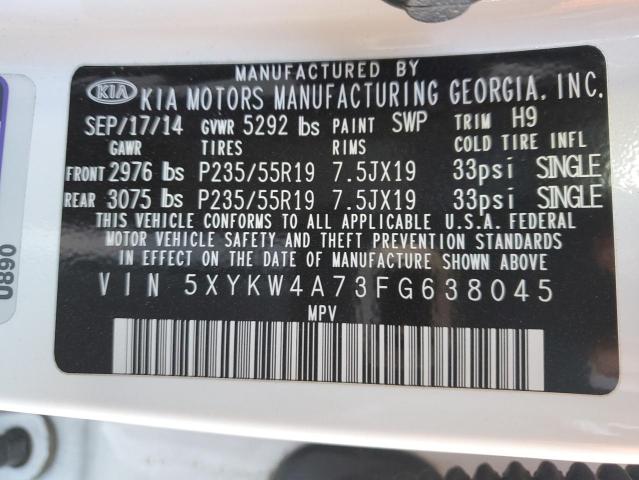 MANUFACTURED BY
KIA KIA MOTORS MANUFACTURING GEORGIA, INC.
SEP/17/14 GVWR 5292 lbs PAINT SWP TRIM H9
GAWR TIRES RIMS COLD TIRE INFL
FRONT 2976 lbs P235/55R19 7.5JX19 33psi SINGLE
REAR 3075 lbs P235/55R19 7.5JX19 33psi SINGLE
THIS VEHICLE CONFORMS TO ALL APPLICABLE U.S.A. FEDERAL
MOTOR VEHICLE SAFETY AND THEFT PREVENTION STANDARDS
IN EFFECT ON THE DATE OF MANUFACTURE SHOWN ABOVE.
VIN 5XYKW4A73FG638045
MPV
0890